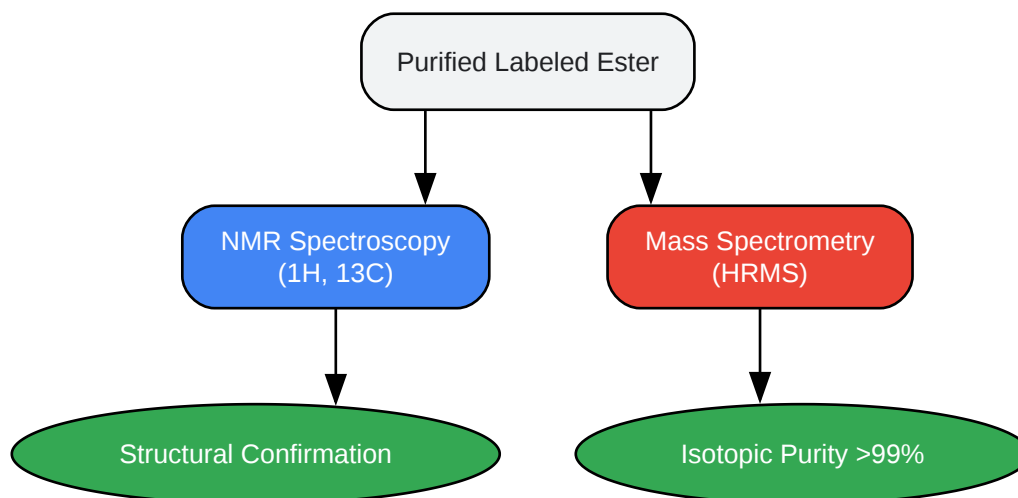 Purified Labeled Ester
NMR Spectroscopy
(1H, 13C)
Mass Spectrometry
(HRMS)
Structural Confirmation
Isotopic Purity >99%